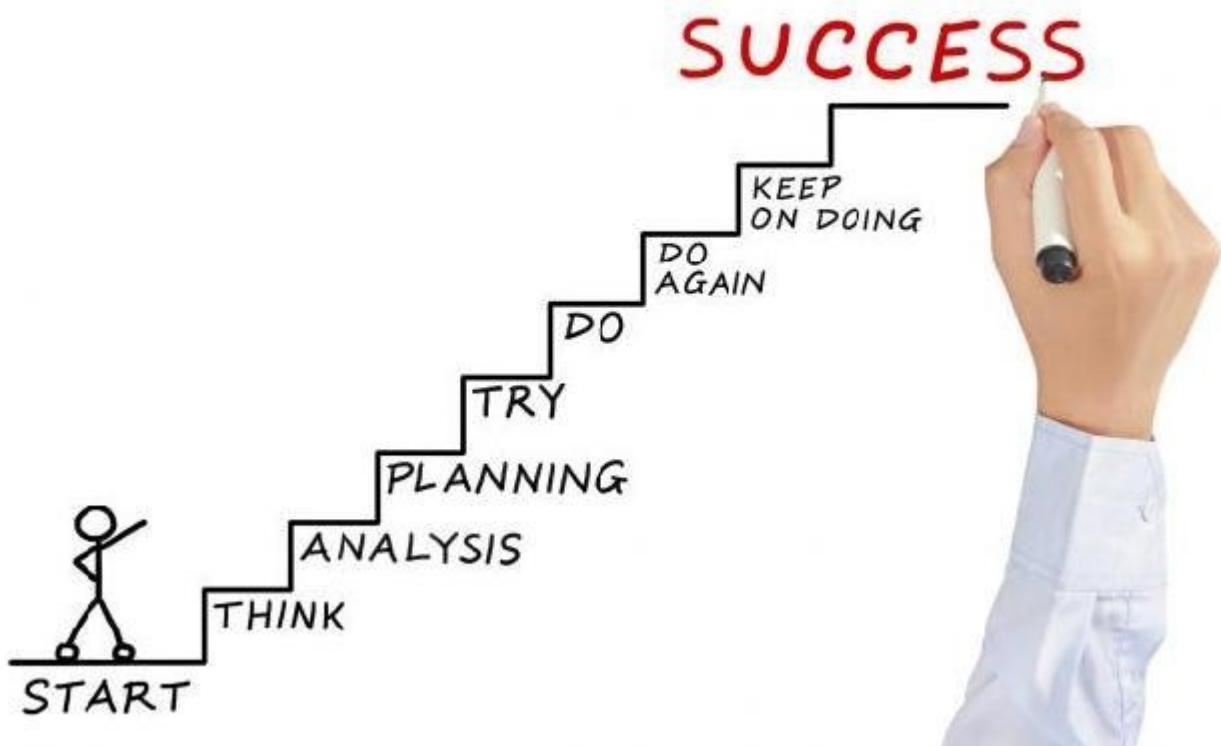 SUCCESS
KEEP
ON DOING
DO
AGAIN
DO
TRY
PLANNING
ANALYSIS
THINK
START